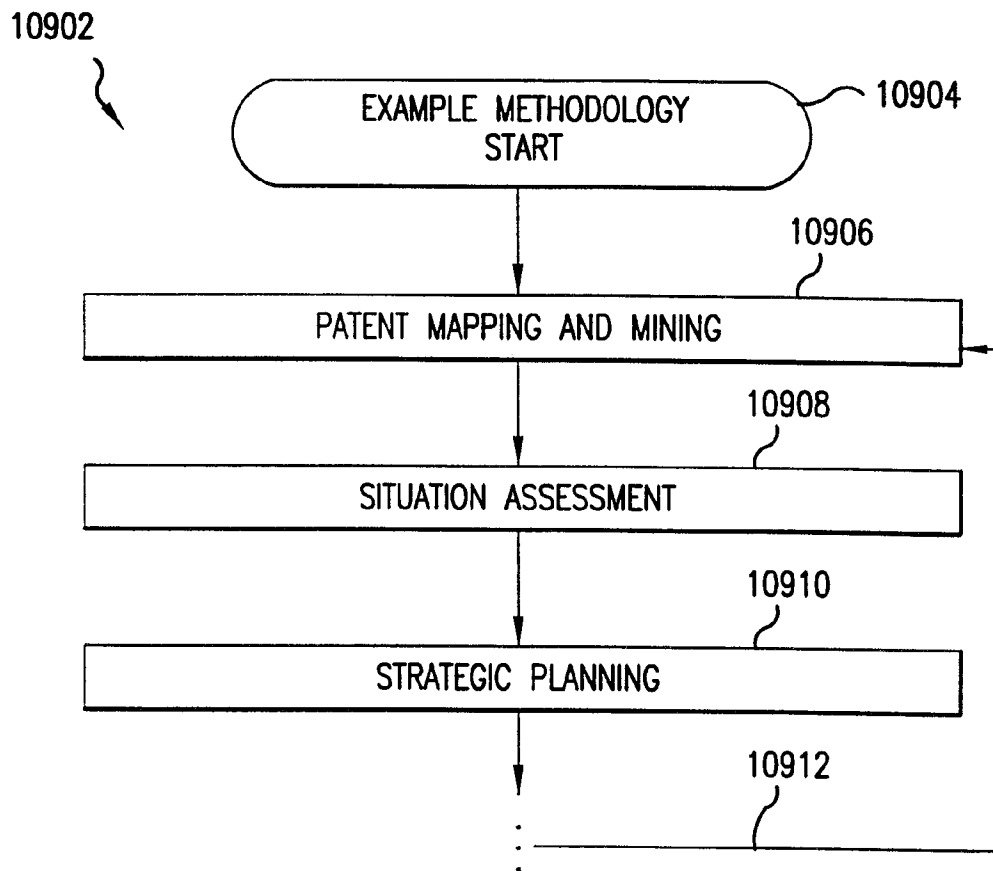 10902
EXAMPLE METHODOLOGY
START
10904
10906
PATENT MAPPING AND MINING
10908
SITUATION ASSESSMENT
10910
STRATEGIC PLANNING
10912